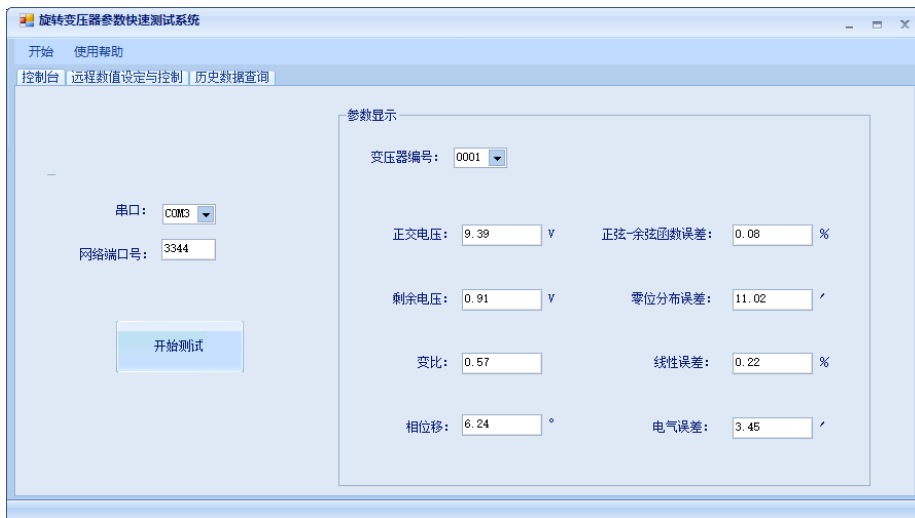 旋转变压器参数快速测试系统
开始 使用帮助
控制台 远程数值设定与控制 历史数据查询
参数显示
变压器编号： 0001
串口： COM3
网络端口号： 3344
正交电压： 9.39 V 正弦-余弦函数误差： 0.08 %
剩余电压： 0.91 V 零位分布误差： 11.02 ′
开始测试
变比： 0.57 线性误差： 0.22 %
相位移： 6.24 ° 电气误差： 3.45 ′